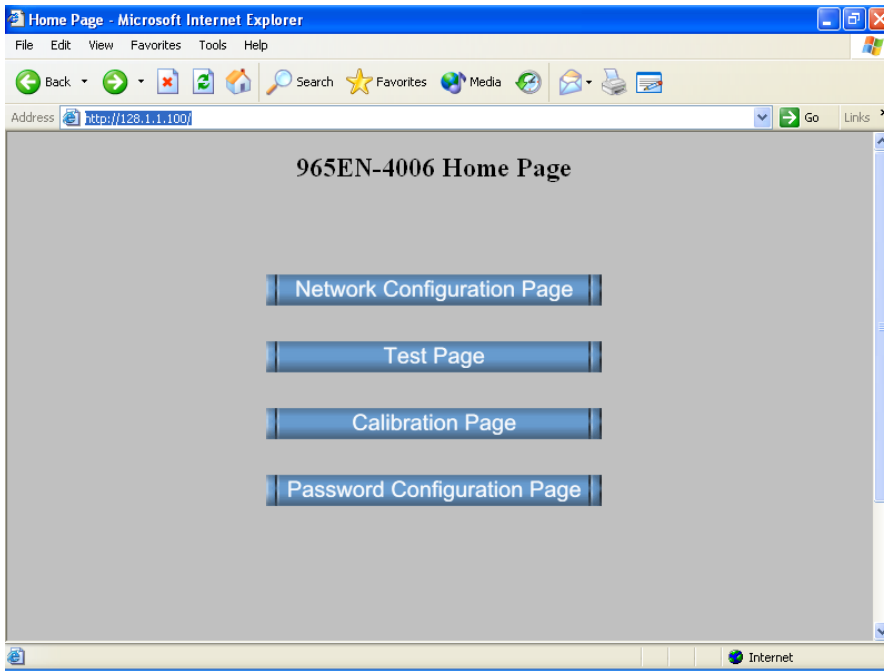 Home Page - Microsoft Internet Explorer
File Edit View Favorites Tools Help
Back Search Favorites Media
Address http://128.1.1.100/ Go Links
965EN-4006 Home Page
Network Configuration Page
Test Page
Calibration Page
Password Configuration Page
Internet